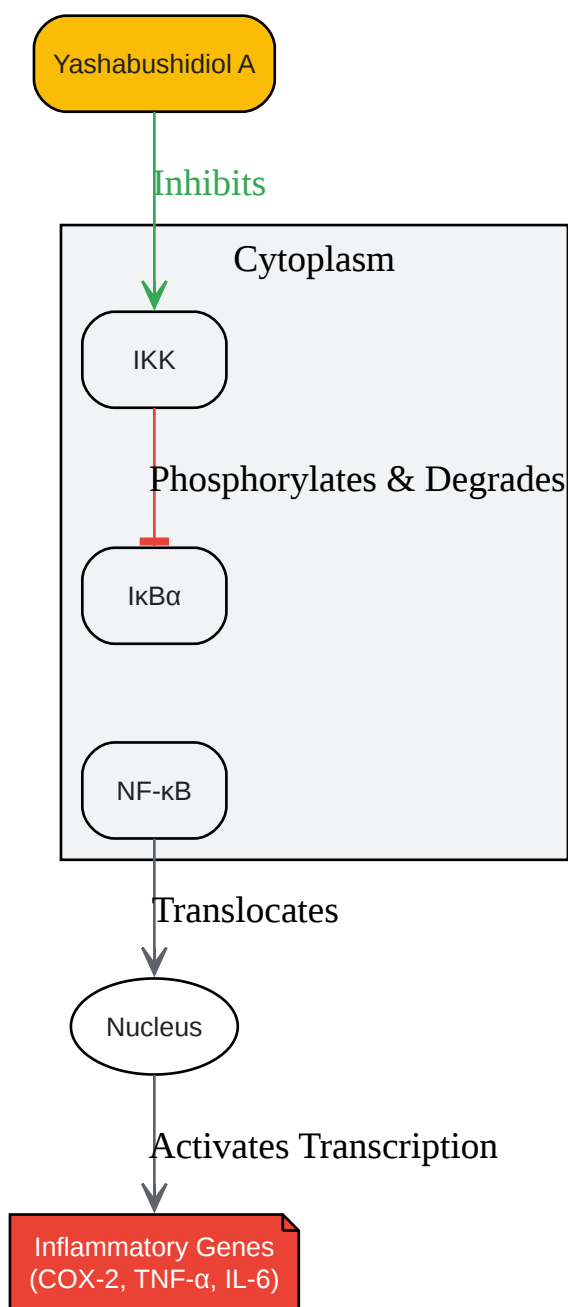 Yashabushidiol A
Inhibits
Cytoplasm
IKK
Phosphorylates & Degrades
IκBα
NF-κB
Translocates
Nucleus
Activates Transcription
Inflammatory Genes
(COX-2, TNF-α, IL-6)